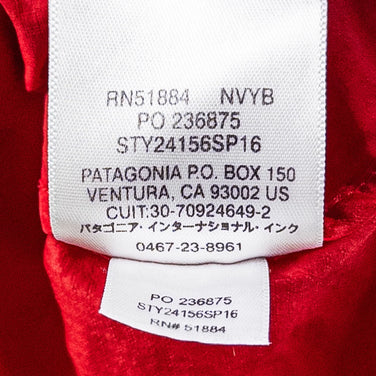 RN51884 NVYB
PO 236875
STY24156SP16
PATAGONIA P.O. BOX 150
VENTURA, CA 93002 US
CUIT:30-70924649-2
パタゴニア・インターナショナル・インク
0467-23-8961
PO 236875
STY24156SP16
RN# 51884